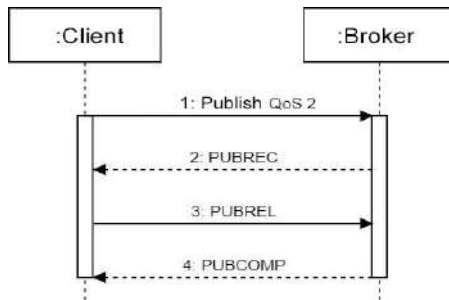 :Client
:Broker
1: Publish QoS 2
2: PUBREC
3: PUBREL
4: PUBCOMP